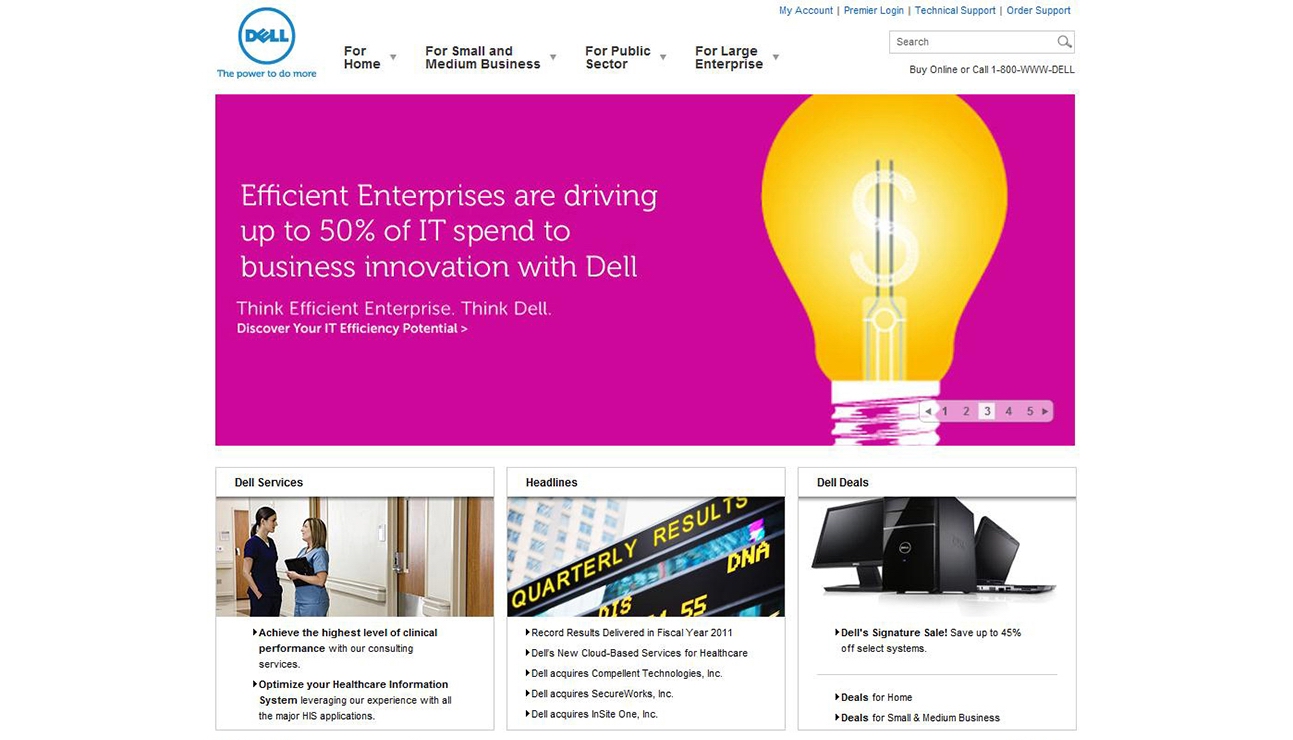 My Account | Premier Login | Technical Support | Order Support
DELL
The power to do more
For Home
For Small and Medium Business
For Public Sector
For Large Enterprise
Search
Buy Online or Call 1-800-WWW-DELL
Efficient Enterprises are driving
up to 50% of IT spend to
business innovation with Dell
Think Efficient Enterprise. Think Dell.
Discover Your IT Efficiency Potential >
$
1 2 3 4 5
Dell Services
Achieve the highest level of clinical
performance with our consulting
services.
Optimize your Healthcare Information
System leveraging our experience with all
the major HIS applications.
Headlines
QUARTERLY RESULTS
DNA
DIS
55
Record Results Delivered in Fiscal Year 2011
Dell's New Cloud-Based Services for Healthcare
Dell acquires Compellent Technologies, Inc.
Dell acquires SecureWorks, Inc.
Dell acquires InSite One, Inc.
Dell Deals
Dell's Signature Sale! Save up to 45%
off select systems.
Deals for Home
Deals for Small & Medium Business